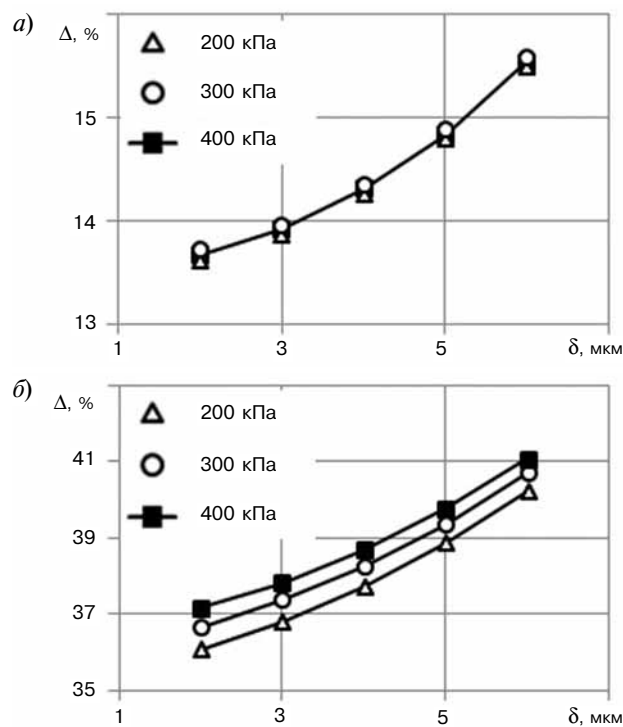 а) Δ, %
200 кПа
300 кПа
400 кПа
15
14
13
1 3 5 δ, мкм
б) Δ, %
200 кПа
300 кПа
400 кПа
41
39
37
35
1 3 5 δ, мкм